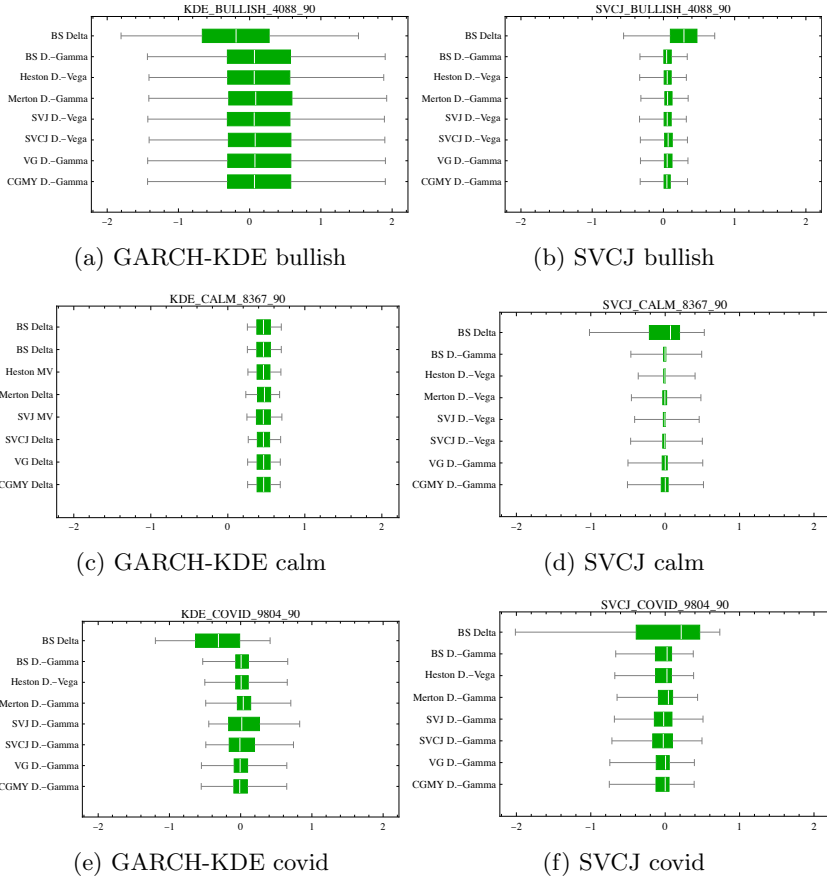 KDE_BULLISH_4088_90
BS Delta
BS D.-Gamma
Heston D.-Vega
Merton D.-Gamma
SVJ D.-Vega
SVCJ D.-Vega
VG D.-Gamma
CGMY D.-Gamma
-2 -1 0 1 2
(a) GARCH-KDE bullish
SVCJ_BULLISH_4088_90
BS Delta
BS D.-Gamma
Heston D.-Vega
Merton D.-Gamma
SVJ D.-Vega
SVCJ D.-Vega
VG D.-Gamma
CGMY D.-Gamma
-2 -1 0 1 2
(b) SVCJ bullish
KDE_CALM_8367_90
BS Delta
BS Delta
Heston MV
Merton Delta
SVJ MV
SVCJ Delta
VG Delta
CGMY Delta
-2 -1 0 1 2
(c) GARCH-KDE calm
SVCJ_CALM_8367_90
BS Delta
BS D.-Gamma
Heston D.-Vega
Merton D.-Vega
SVJ D.-Vega
SVCJ D.-Vega
VG D.-Gamma
CGMY D.-Gamma
-2 -1 0 1 2
(d) SVCJ calm
KDE_COVID_9804_90
BS Delta
BS D.-Gamma
Heston D.-Vega
Merton D.-Gamma
SVJ D.-Gamma
SVCJ D.-Gamma
VG D.-Gamma
CGMY D.-Gamma
-2 -1 0 1 2
(e) GARCH-KDE covid
SVCJ_COVID_9804_90
BS Delta
BS D.-Gamma
Heston D.-Vega
Merton D.-Gamma
SVJ D.-Gamma
SVCJ D.-Gamma
VG D.-Gamma
CGMY D.-Gamma
-2 -1 0 1 2
(f) SVCJ covid